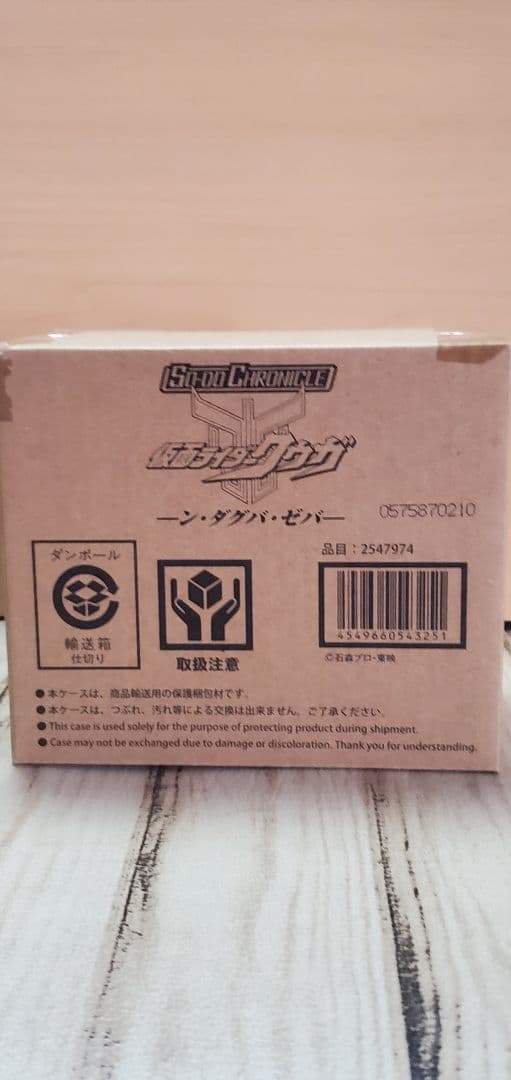 SO-DO CHRONICLE
仮面ライダークウガ
—ン・ダグバ・ゼバ—
0575870210
品目：2547974
ダンボール
輸送箱
仕切り
取扱注意
4549660543251
©石森プロ・東映
●本ケースは、商品輸送用の保護梱包材です。
●本ケースは、つぶれ、汚れ等による交換は出来ません。ご了承ください。
●This case is used solely for the purpose of protecting product during shipment.
●Case may not be exchanged due to damage or discoloration. Thank you for understanding.